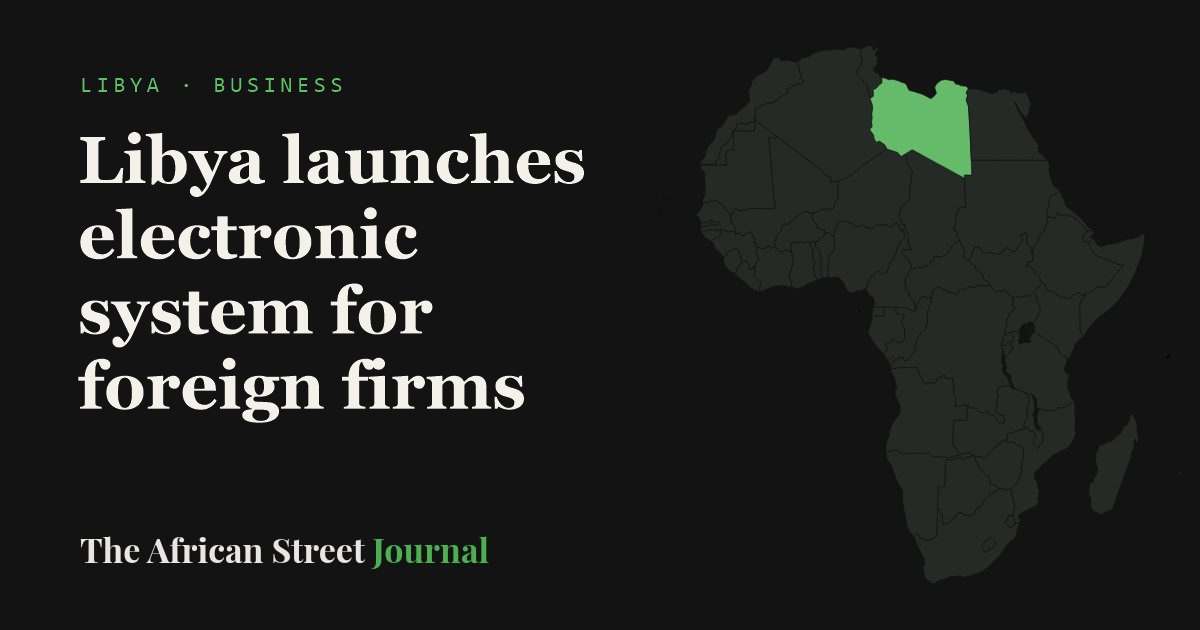 LIBYA · BUSINESS
Libya launches
electronic
system for
foreign firms
The African Street Journal